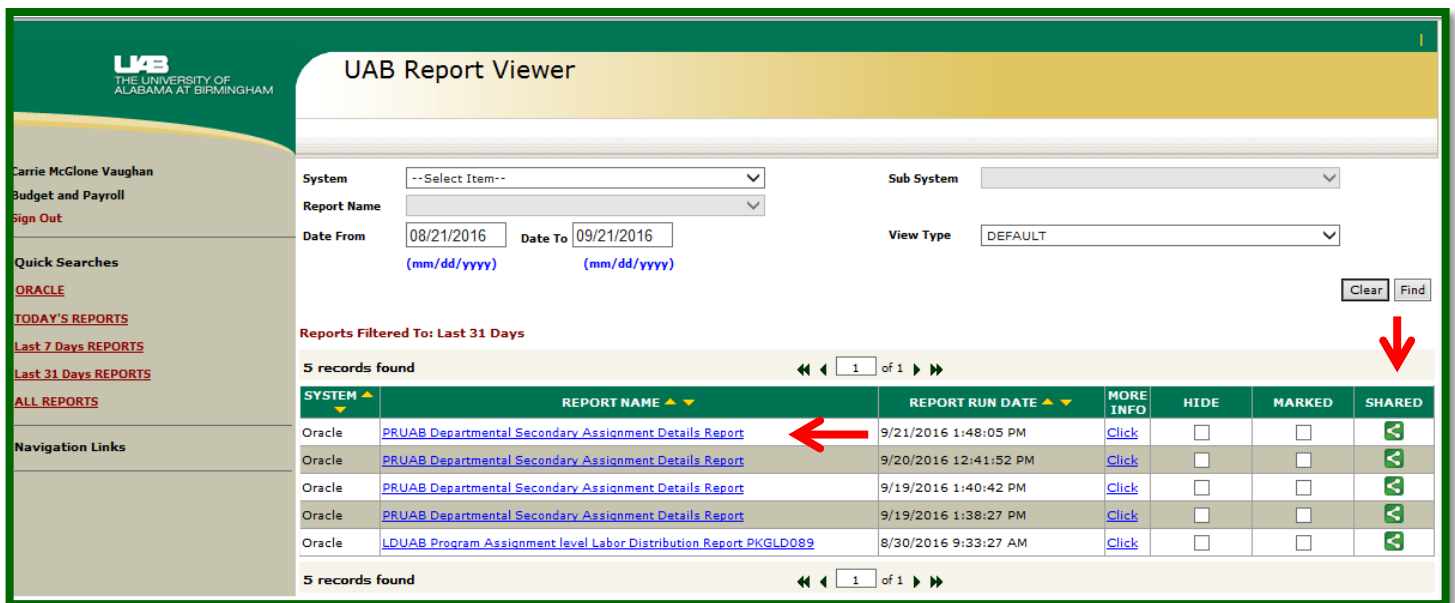 UAB
THE UNIVERSITY OF
ALABAMA AT BIRMINGHAM
UAB Report Viewer
Carrie McGlone Vaughan
Budget and Payroll
Sign Out
Quick Searches
ORACLE
TODAY'S REPORTS
Last 7 Days REPORTS
Last 31 Days REPORTS
ALL REPORTS
Navigation Links
System --Select Item-- Sub System
Report Name
Date From 08/21/2016 Date To 09/21/2016 View Type DEFAULT
(mm/dd/yyyy) (mm/dd/yyyy)
Clear Find
Reports Filtered To: Last 31 Days
5 records found 1 of 1
SYSTEM REPORT NAME REPORT RUN DATE MORE INFO HIDE MARKED SHARED
Oracle PRUAB Departmental Secondary Assignment Details Report 9/21/2016 1:48:05 PM Click
Oracle PRUAB Departmental Secondary Assignment Details Report 9/20/2016 12:41:52 PM Click
Oracle PRUAB Departmental Secondary Assignment Details Report 9/19/2016 1:40:42 PM Click
Oracle PRUAB Departmental Secondary Assignment Details Report 9/19/2016 1:38:27 PM Click
Oracle LDUAB Program Assignment level Labor Distribution Report PKGLD089 8/30/2016 9:33:27 AM Click
5 records found 1 of 1